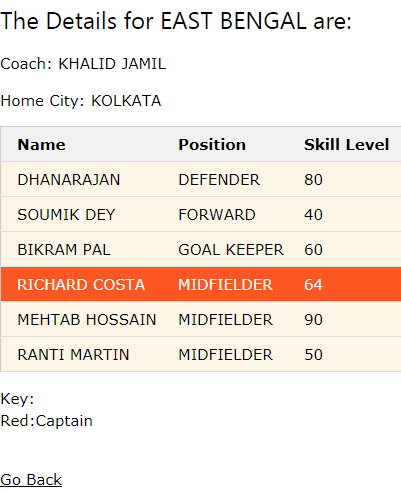 The Details for EAST BENGAL are:
Coach: KHALID JAMIL
Home City: KOLKATA
Name Position Skill Level
DHANARAJAN DEFENDER 80
SOUMIK DEY FORWARD 40
BIKRAM PAL GOAL KEEPER 60
RICHARD COSTA MIDFIELDER 64
MEHTAB HOSSAIN MIDFIELDER 90
RANTI MARTIN MIDFIELDER 50
Key:
Red:Captain
Go Back